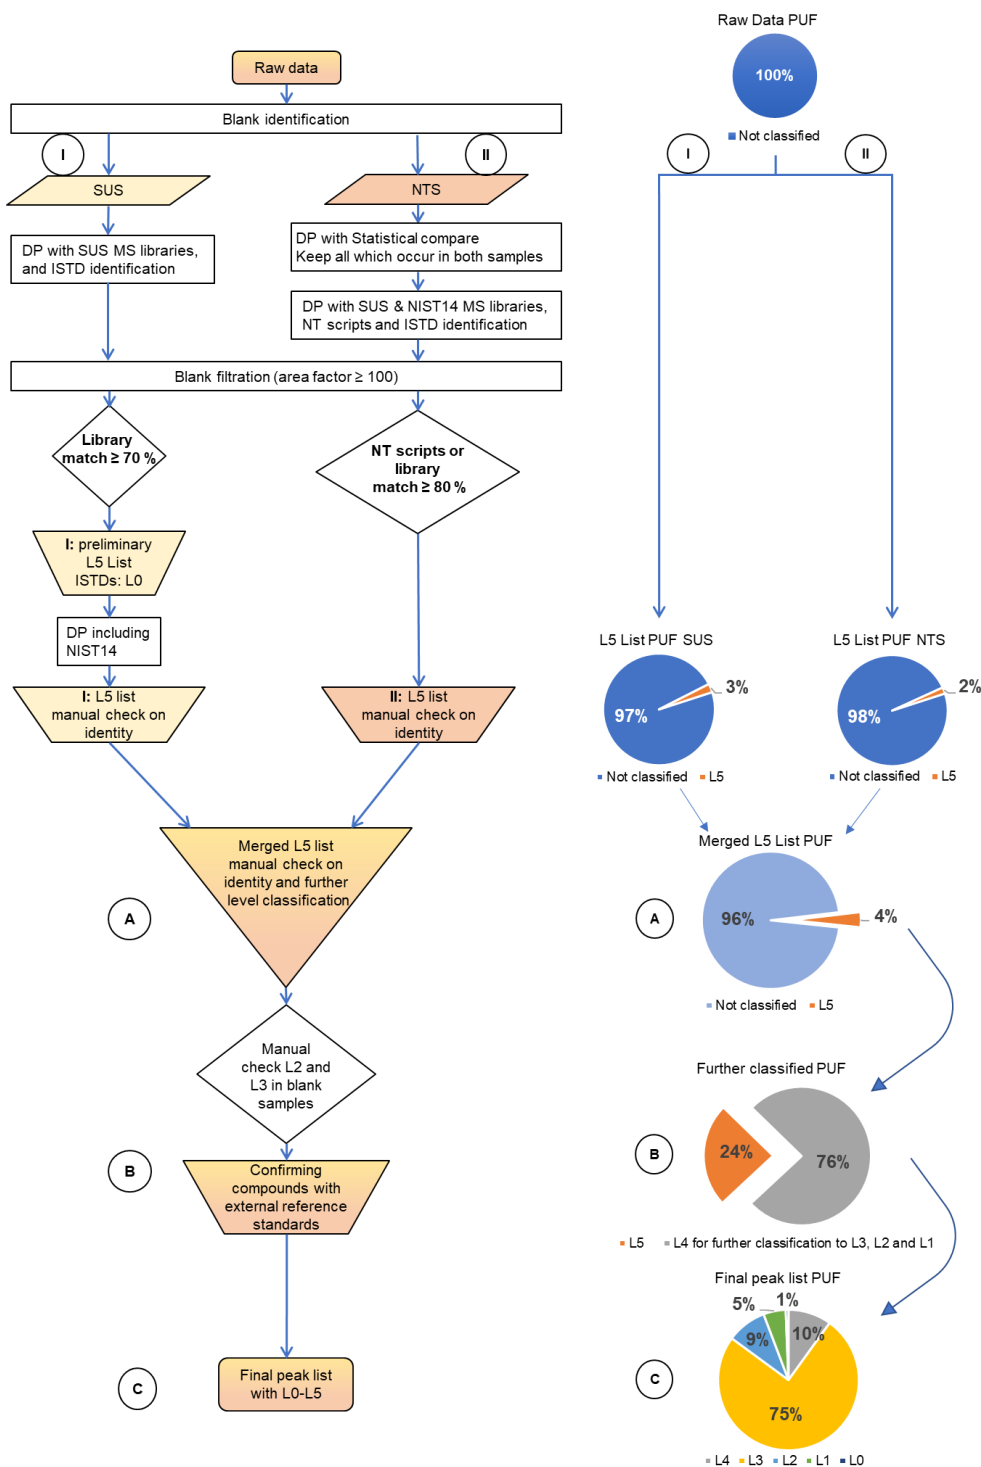 Raw data
Blank identification
I
II
SUS
NTS
DP with SUS MS libraries,
and ISTD identification
DP with Statistical compare
Keep all which occur in both samples
DP with SUS & NIST14 MS libraries,
NT scripts and ISTD identification
Blank filtration (area factor ≥ 100)
Library
match ≥ 70 %
NT scripts or
library
match ≥ 80 %
I: preliminary
L5 List
ISTDs: L0
DP including
NIST14
I: L5 list
manual check on
identity
II: L5 list
manual check on
identity
Merged L5 list
manual check on
identity and further
level classification
A
Manual
check L2 and
L3 in blank
samples
B
Confirming
compounds with
external reference
standards
C
Final peak list
with L0-L5
Raw Data PUF
100%
Not classified
I
II
L5 List PUF SUS
3%
97%
Not classified L5
L5 List PUF NTS
2%
98%
Not classified L5
Merged L5 List PUF
A
96%
4%
Not classified L5
Further classified PUF
B
24%
76%
L5 L4 for further classification to L3, L2 and L1
Final peak list PUF
5%
1%
9%
10%
C
75%
L4 L3 L2 L1 L0